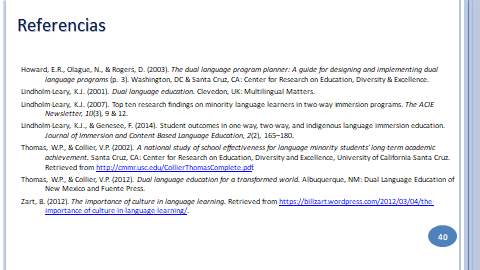 Referencias
Howard, E.R., Olague, N., & Rogers, D. (2003). The dual language program planner: A guide for designing and implementing dual
language programs (p. 3). Washington, DC & Santa Cruz, CA: Center for Research on Education, Diversity & Excellence.
Lindholm Leary, K.J. (2001). Dual language education. Clevedon, UK: Multilingual Matters.
Lindholm-Leary, K.J. (2007). Top ten research findings on minority language learners in two way immersion programs. The ACIE
Newsletter, 10(3), 9 & 12.
Lindholm-Leary, K.J., & Genesee, F. (2014). Student outcomes in one-way, two-way, and indigenous language immersion education.
Journal of Immersion and Content-Based Language Education, 2(2), 165–180.
Thomas, W.P., & Collier, V.P. (2002). A national study of school effectiveness for language minority students' long-term academic
achievement. Santa Cruz, CA: Center for Research on Education, Diversity and Excellence, University of California-Santa Cruz.
Retrieved from http://cmmr.usc.edu/CollierThomasComplete.pdf.
Thomas, W.P., & Collier, V.P. (2012). Dual language education for a transformed world. Albuquerque, NM: Dual Language Education of
New Mexico and Fuente Press.
Zart, B. (2012). The importance of culture in language learning. Retrieved from https://billzart.wordpress.com/2012/03/04/the-
importance-of-culture-in-language-learning/.
40